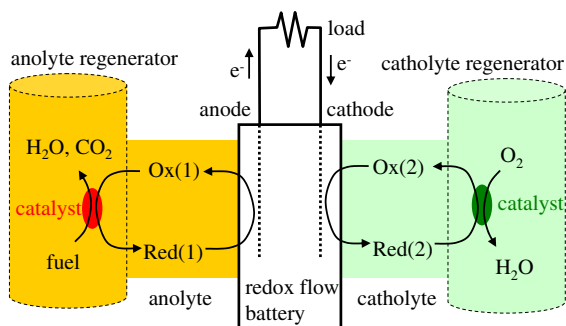 load
anolyte regenerator
e-
e-
catholyte regenerator
anode
cathode
H2O, CO2
Ox(1)
Ox(2)
O2
catalyst
catalyst
fuel
Red(1)
Red(2)
H2O
anolyte
redox flow
battery
catholyte